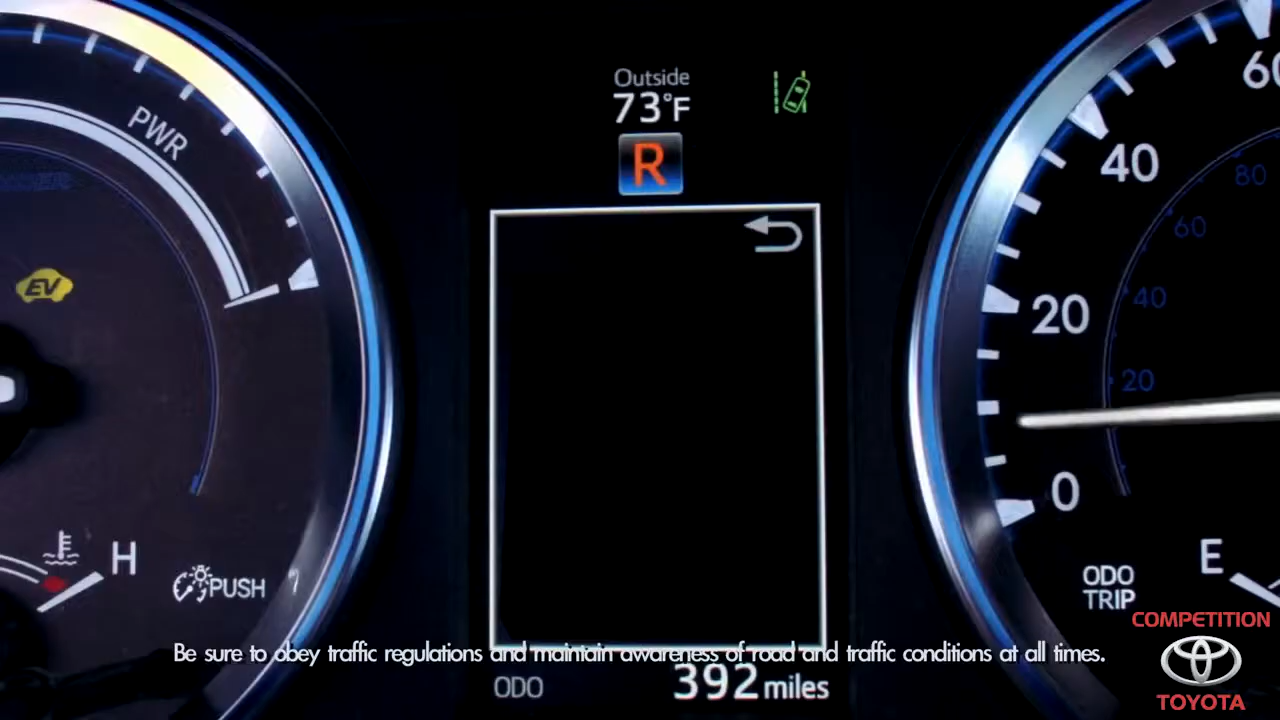 Outside
73°F
R
PWR
EV
H
PUSH
60
40
20
0
80
60
40
20
E
ODO
TRIP
Be sure to obey traffic regulations and maintain awareness of road and traffic conditions at all times.
ODO 392 miles
COMPETITION
TOYOTA